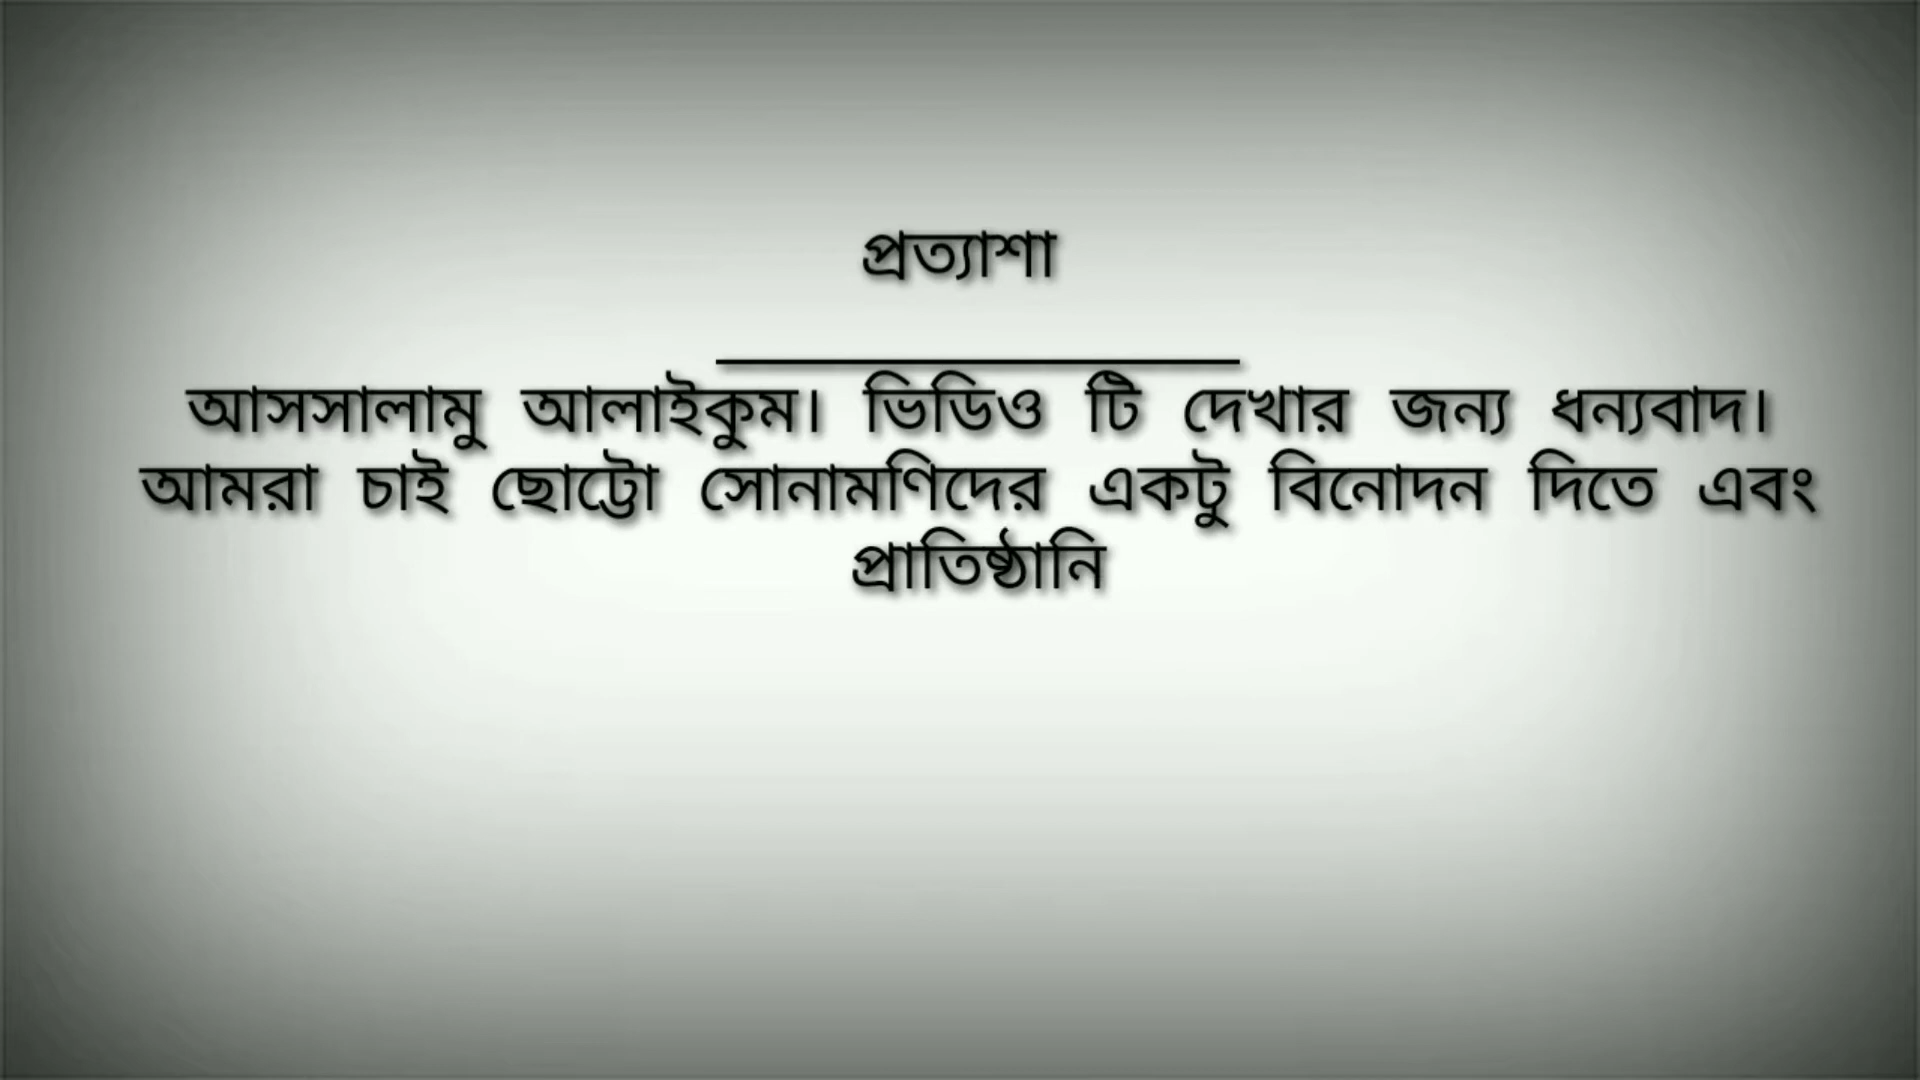 প্রত্যাশা
আসসালামু আলাইকুম। ভিডিও টি দেখার জন্য ধন্যবাদ।
আমরা চাই ছোট্টো সোনামণিদের একটু বিনোদন দিতে এবং
প্রাতিষ্ঠানি